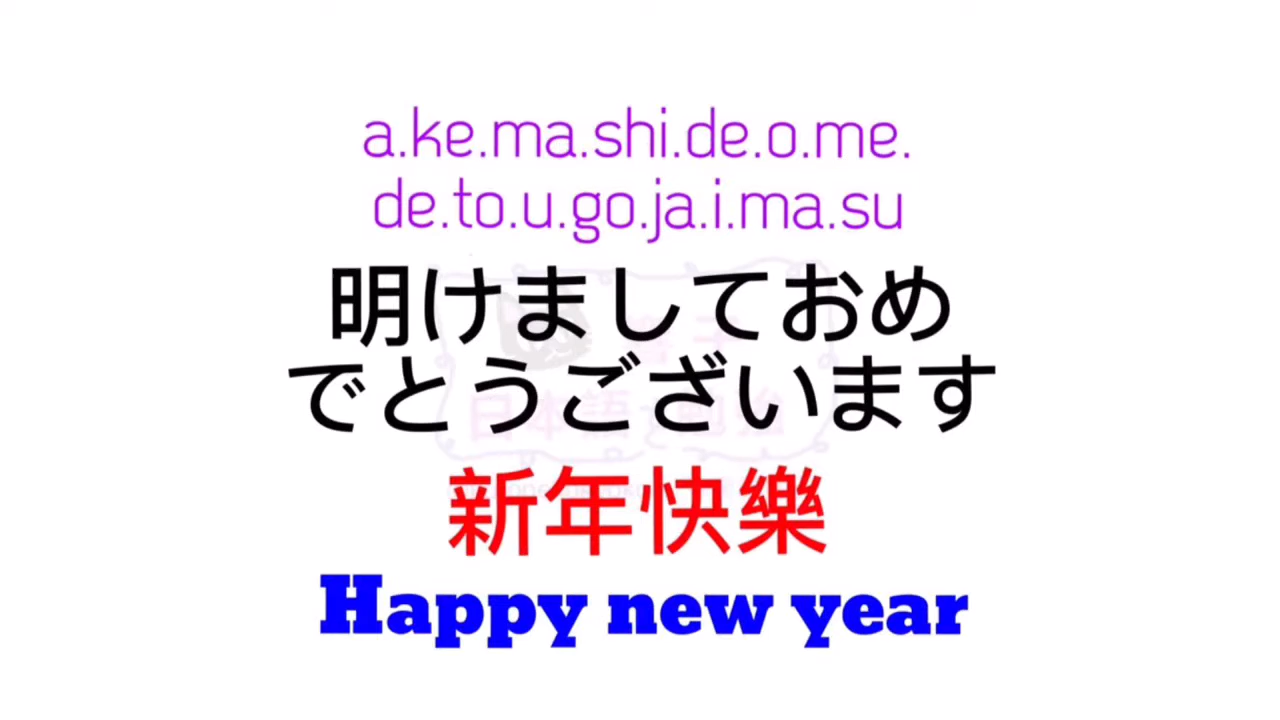 a.ke.ma.shi.de.o.me.
de.to.u.go.ja.i.ma.su
明けましておめ
でとうございます
新年快樂
Happy new year